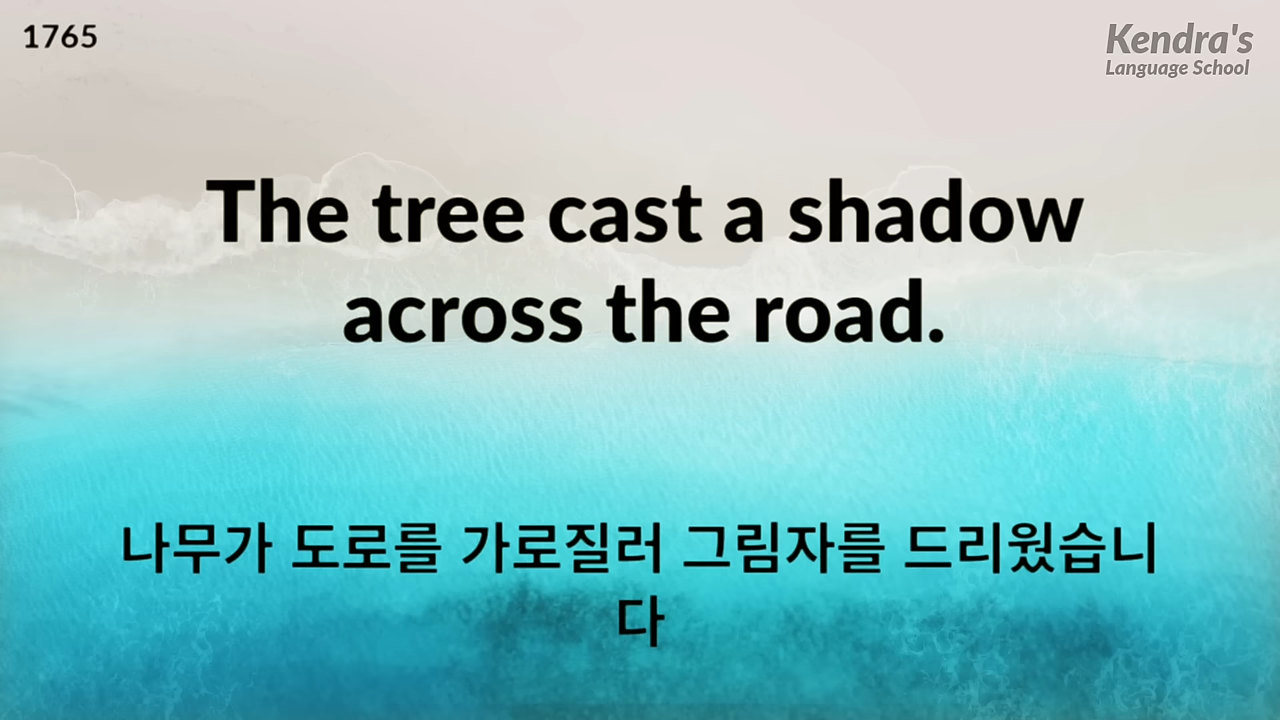 1765
Kendra's
Language School
The tree cast a shadow
across the road.
나무가 도로를 가로질러 그림자를 드리웠습니
다